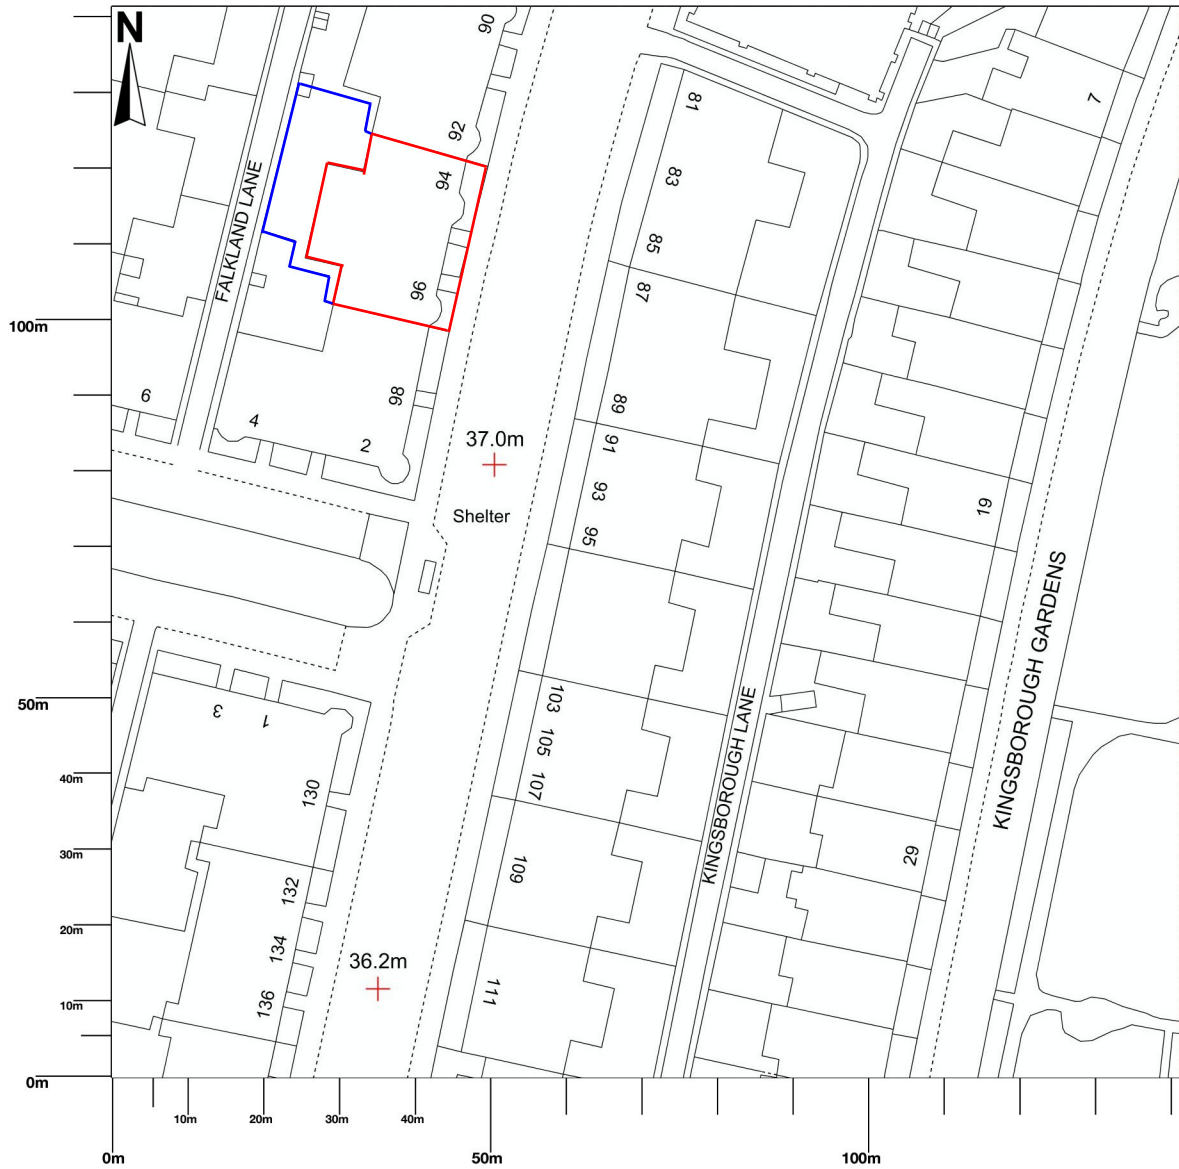 N
90
92
94
96
98
FALKLAND LANE
6
4
2
81
83
85
87
89
91
93
95
7
19
37.0m
Shelter
100m
50m
40m
30m
20m
10m
0m
3
1
130
132
134
136
36.2m
103
105
107
109
111
KINGSBOROUGH LANE
KINGSBOROUGH GARDENS
29
10m
20m
30m
40m
0m
50m
100m